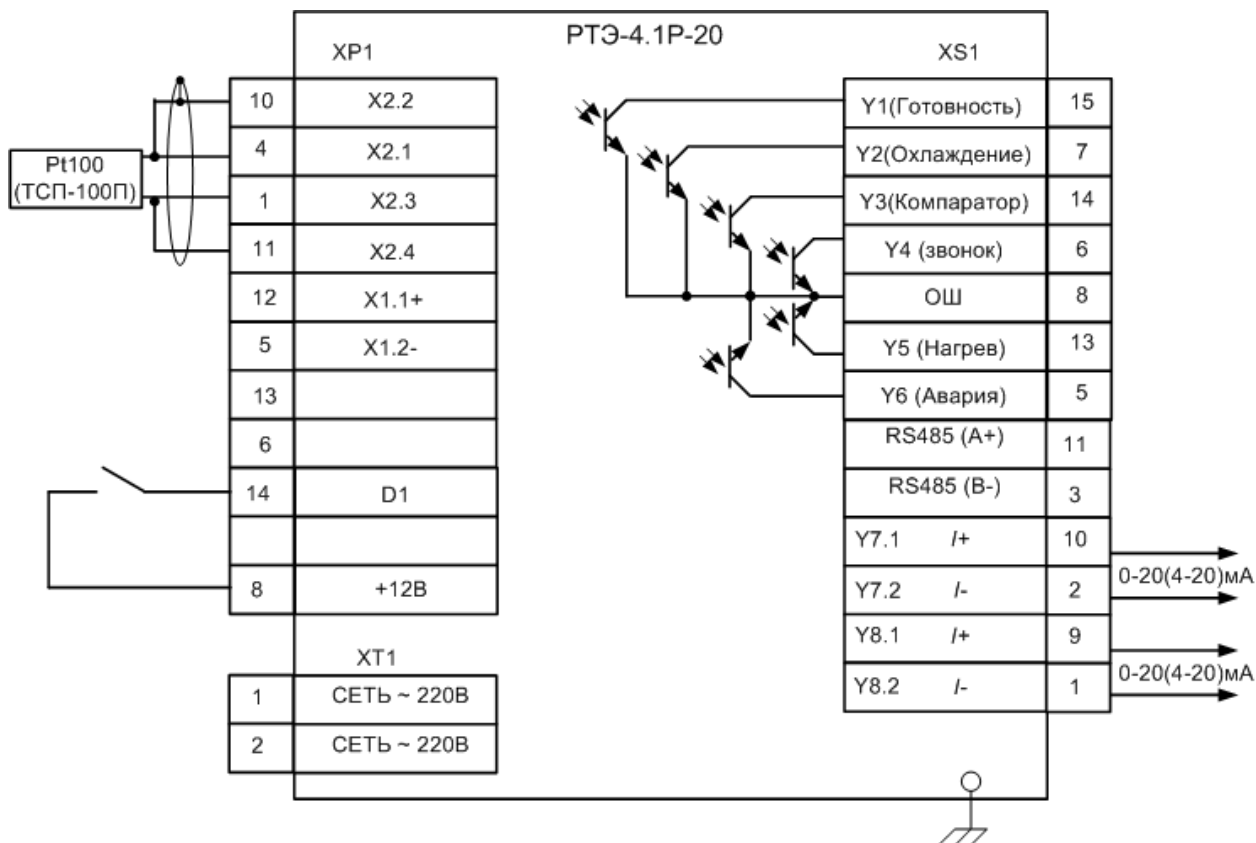 РТЭ-4.1Р-20
XP1
10 X2.2
4 X2.1
1 X2.3
11 X2.4
12 X1.1+
5 X1.2-
13
6
14 D1
8 +12В
Pt100
(ТСП-100П)
XT1
1 СЕТЬ ~ 220В
2 СЕТЬ ~ 220В
XS1
Y1(Готовность) 15
Y2(Охлаждение) 7
Y3(Компаратор) 14
Y4 (звонок) 6
ОШ 8
Y5 (Нагрев) 13
Y6 (Авария) 5
RS485 (A+) 11
RS485 (B-) 3
Y7.1 I+ 10
Y7.2 I- 2
0-20(4-20)мА
Y8.1 I+ 9
Y8.2 I- 1
0-20(4-20)мА